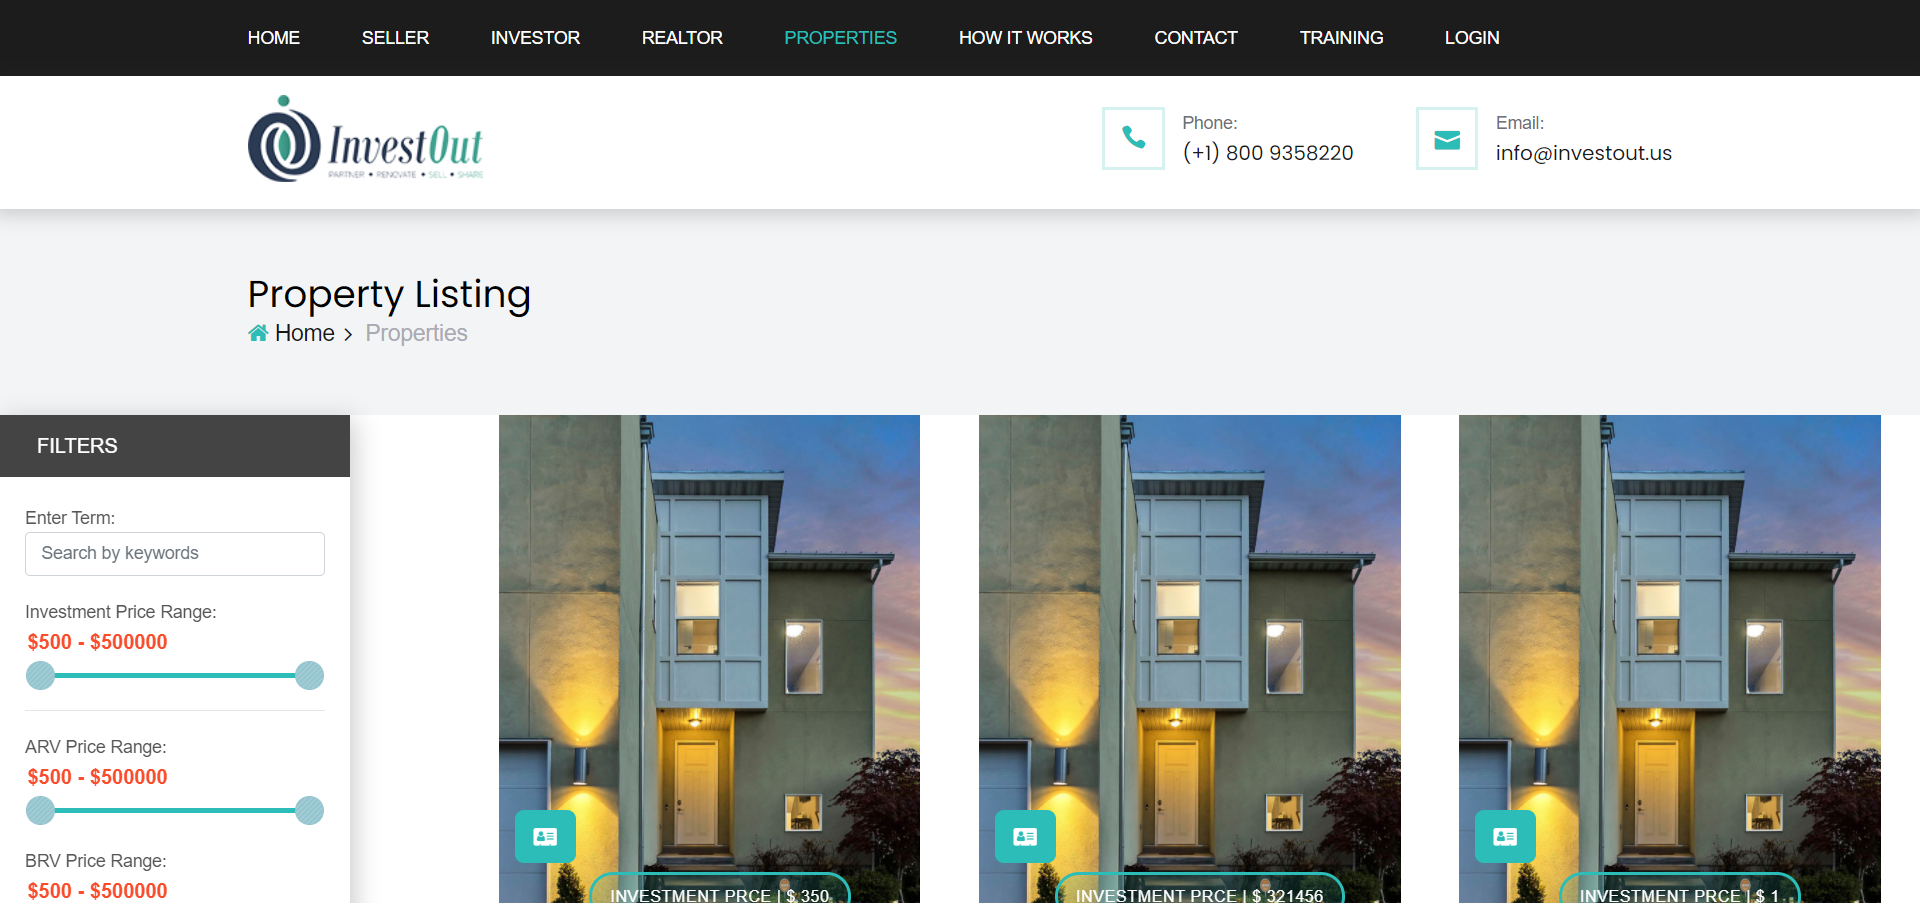 HOME SELLER INVESTOR REALTOR PROPERTIES HOW IT WORKS CONTACT TRAINING LOGIN
InvestOut
PARTNER • RENOVATE • SELL • SHARE
Phone:
(+1) 800 9358220
Email:
info@investout.us
Property Listing
Home > Properties
FILTERS
Enter Term:
Search by keywords
Investment Price Range:
$500 - $500000
ARV Price Range:
$500 - $500000
BRV Price Range:
$500 - $500000
INVESTMENT PRCE | $ 350
INVESTMENT PRCE | $ 321456
INVESTMENT PRCE | $ 1